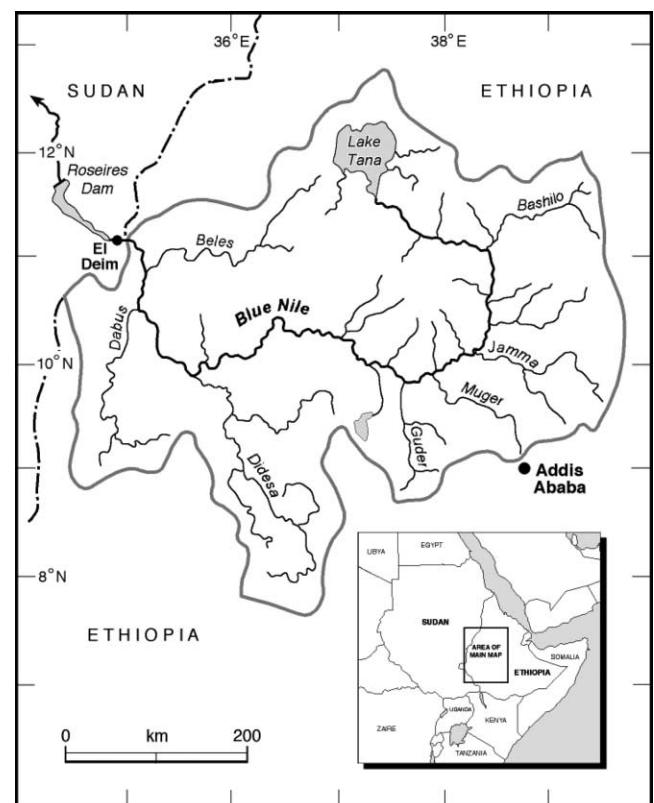 36°E
38°E
SUDAN
ETHIOPIA
12°N
Lake
Tana
Roseires
Dam
Bashilo
El
Deim
Beles
Blue Nile
Dabus
10°N
Jamma
Muger
Guder
Didesa
Addis
Ababa
8°N
ETHIOPIA
0 km 200
LIBYA
EGYPT
SUDAN
AREA OF
MAIN MAP
SOMALIA
ETHIOPIA
UGANDA
KENYA
ZAIRE
TANZANIA